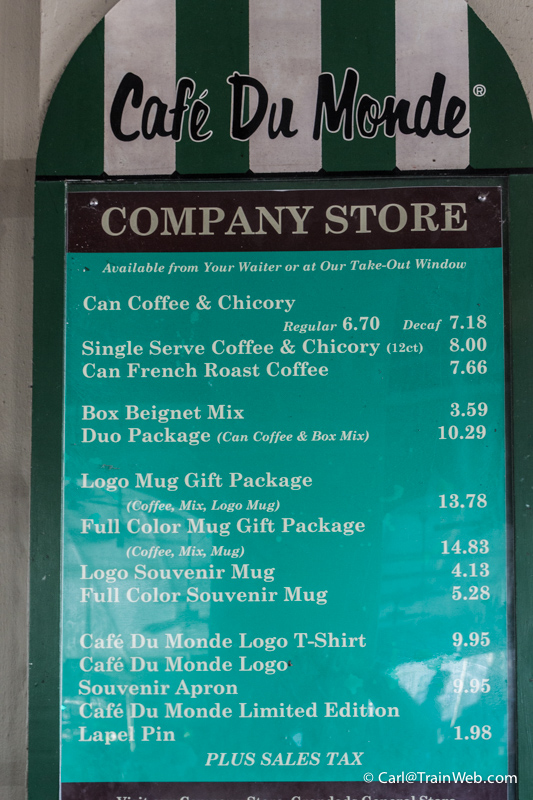 Café Du Monde®
COMPANY STORE
Available from Your Waiter or at Our Take-Out Window
Can Coffee & Chicory
Regular 6.70 Decaf 7.18
Single Serve Coffee & Chicory (12ct) 8.00
Can French Roast Coffee 7.66
Box Beignet Mix 3.59
Duo Package (Can Coffee & Box Mix) 10.29
Logo Mug Gift Package
(Coffee, Mix, Logo Mug) 13.78
Full Color Mug Gift Package
(Coffee, Mix, Mug) 14.83
Logo Souvenir Mug 4.13
Full Color Souvenir Mug 5.28
Café Du Monde Logo T-Shirt 9.95
Café Du Monde Logo
Souvenir Apron 9.95
Café Du Monde Limited Edition
Lapel Pin 1.98
PLUS SALES TAX
© Carl@TrainWeb.com